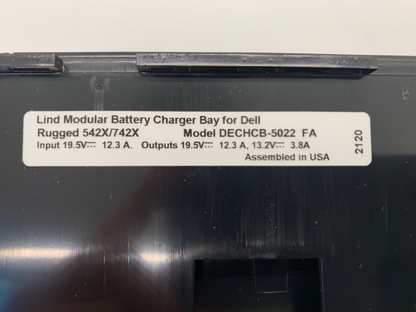 Lind Modular Battery Charger Bay for Dell
Rugged 542X/742X Model DECHCB-5022 FA
Input 19.5V⎓ 12.3 A. Outputs 19.5V⎓ 12.3 A, 13.2V⎓ 3.8A
Assembled in USA
2120